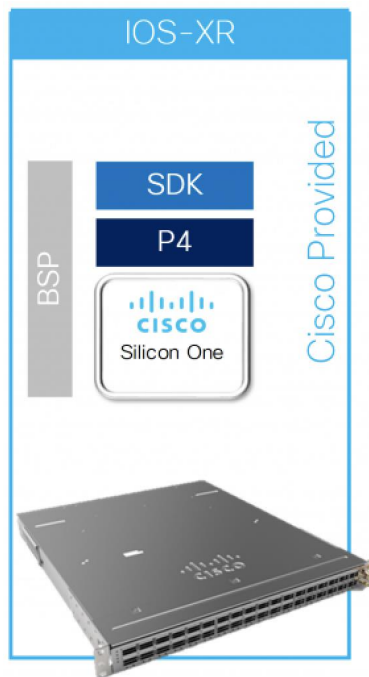 IOS-XR
Cisco Provided
SDK
P4
BSP
CISCO
Silicon One
CISCO